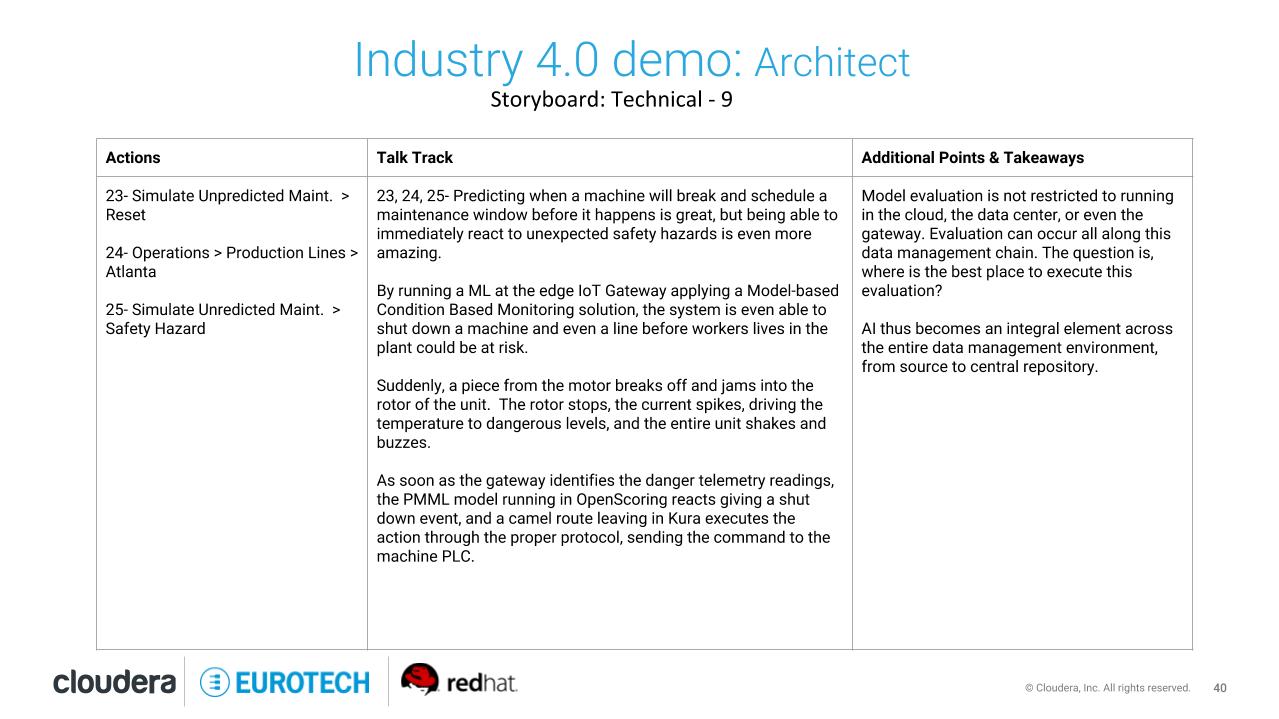 Industry 4.0 demo: Architect
Storyboard: Technical - 9
Actions
Talk Track
Additional Points & Takeaways
23- Simulate Unpredicted Maint.  >
Reset
24- Operations > Production Lines >
Atlanta
25- Simulate Unredicted Maint.  >
Safety Hazard
23, 24, 25- Predicting when a machine will break and schedule a
maintenance window before it happens is great, but being able to
immediately react to unexpected safety hazards is even more
amazing.
By running a ML at the edge IoT Gateway applying a Model-based
Condition Based Monitoring solution, the system is even able to
shut down a machine and even a line before workers lives in the
plant could be at risk.
Suddenly, a piece from the motor breaks off and jams into the
rotor of the unit.  The rotor stops, the current spikes, driving the
temperature to dangerous levels, and the entire unit shakes and
buzzes.
As soon as the gateway identifies the danger telemetry readings,
the PMML model running in OpenScoring reacts giving a shut
down event, and a camel route leaving in Kura executes the
action through the proper protocol, sending the command to the
machine PLC.
Model evaluation is not restricted to running
in the cloud, the data center, or even the
gateway. Evaluation can occur all along this
data management chain. The question is,
where is the best place to execute this
evaluation?
AI thus becomes an integral element across
the entire data management environment,
from source to central repository.
cloudera
EUROTECH
redhat.
© Cloudera, Inc. All rights reserved.
40